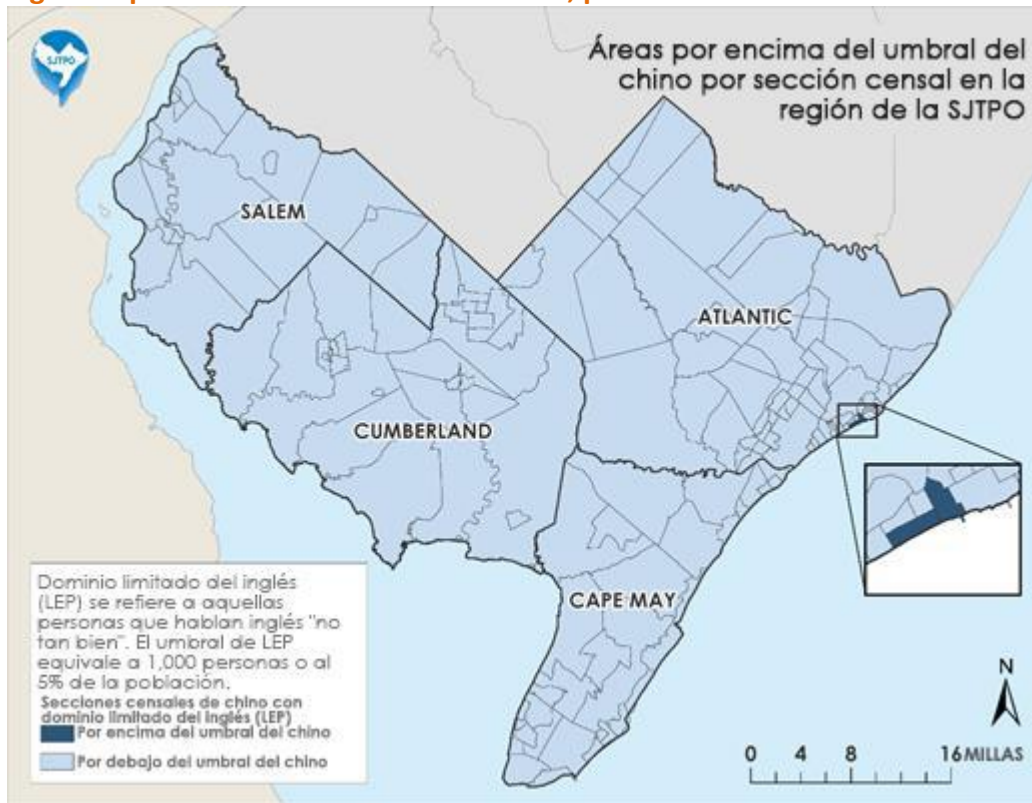 SJTPO
Áreas por encima del umbral del
chino por sección censal en la
región de la SJTPO
SALEM
ATLANTIC
CUMBERLAND
CAPE MAY
Dominio limitado del inglés
(LEP) se refiere a aquellas
personas que hablan inglés "no
tan bien". El umbral de LEP
equivale a 1,000 personas o al
5% de la población.
Secciones censales de chino con
dominio limitado del inglés (LEP)
Por encima del umbral del chino
Por debajo del umbral del chino
N
0 4 8 16 MILLAS